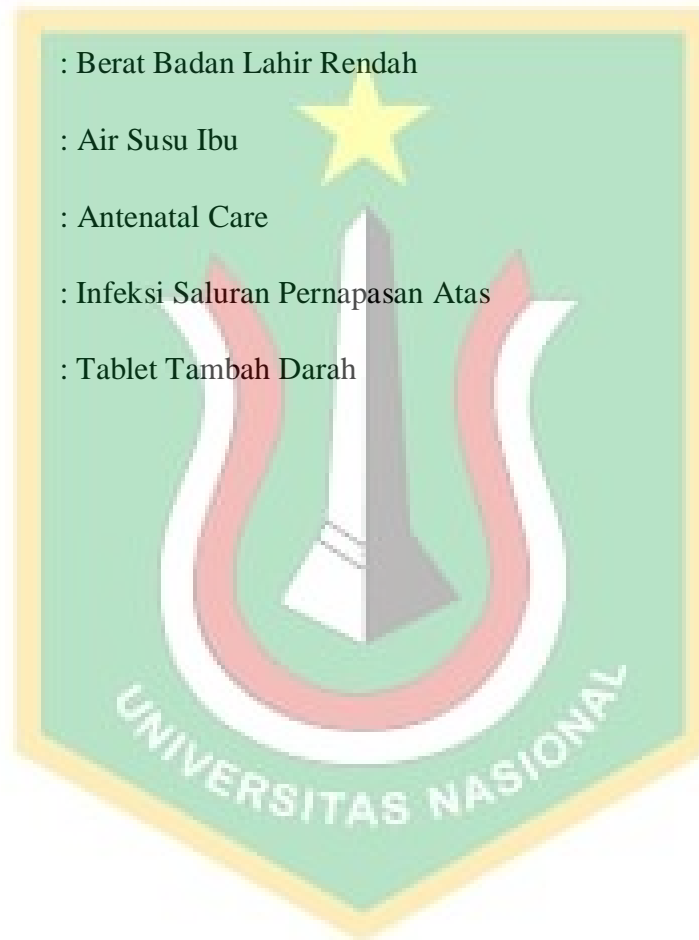 : Berat Badan Lahir Rendah
: Air Susu Ibu
: Antenatal Care
: Infeksi Saluran Pernapasan Atas
: Tablet Tambah Darah
UNIVERSITAS NASIONAL